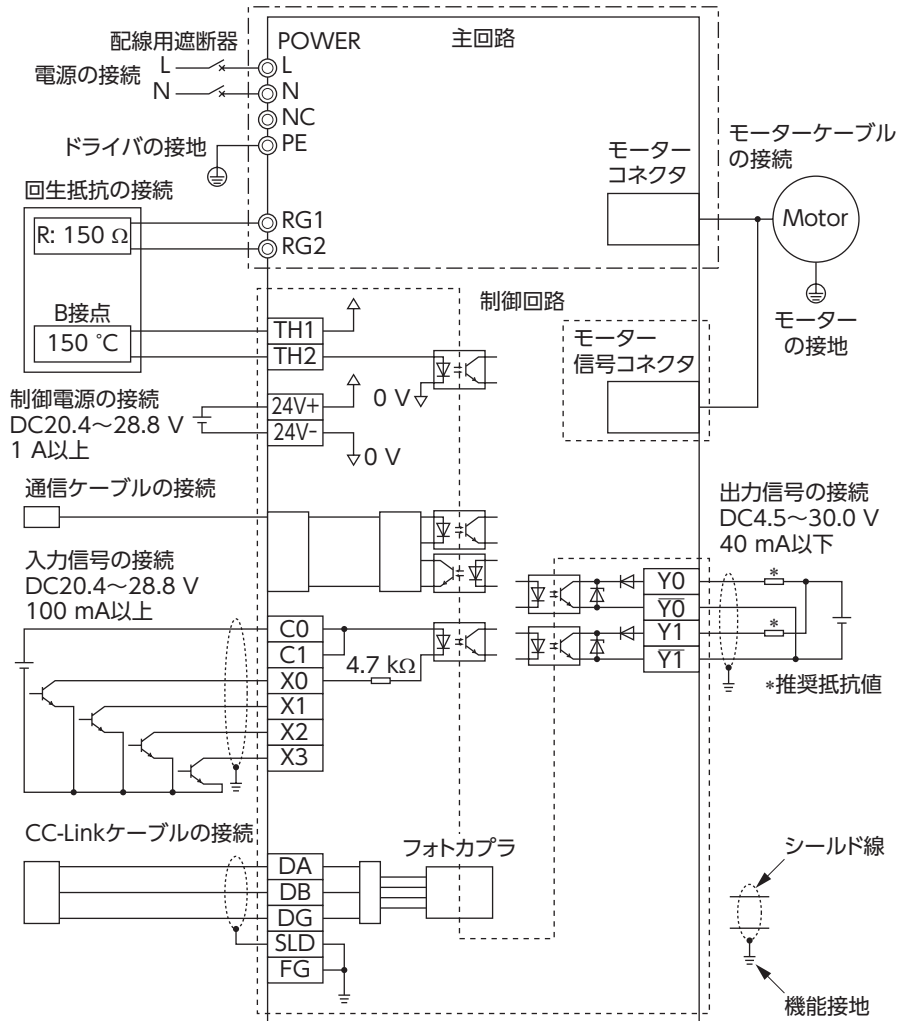 配線用遮断器
POWER
主回路
電源の接続
L
L
N
N
NC
ドライバの接地
PE
モーター
コネクタ
モーターケーブル
の接続
Motor
モーター
の接地
回生抵抗の接続
R: 150 Ω
RG1
RG2
B接点
150 °C
TH1
TH2
制御回路
モーター
信号コネクタ
0 V
制御電源の接続
DC20.4～28.8 V
1 A以上
24V+
24V-
0 V
通信ケーブルの接続
入力信号の接続
DC20.4～28.8 V
100 mA以上
出力信号の接続
DC4.5～30.0 V
40 mA以下
Y0
Y0̅
Y1
Y1̅
*
*
*推奨抵抗値
C0
C1
X0
X1
X2
X3
4.7 kΩ
CC-Linkケーブルの接続
フォトカプラ
DA
DB
DG
SLD
FG
シールド線
機能接地